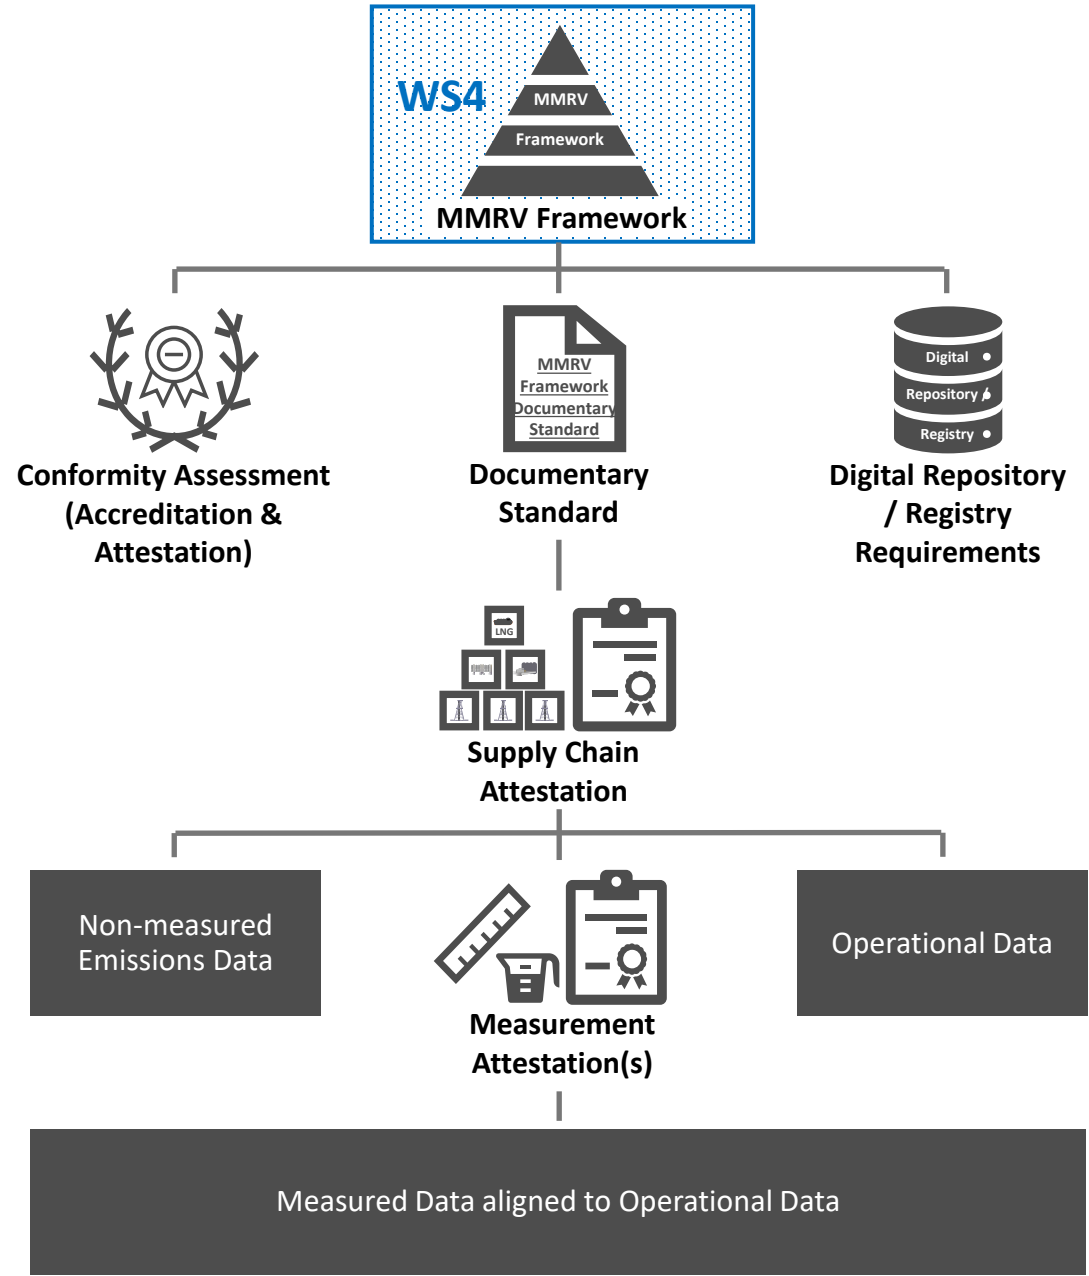 WS4
MMRV
Framework
MMRV Framework
MMRV
Framework
Documentary
Standard
Digital
Repository /
Registry
Conformity Assessment
(Accreditation &
Attestation)
Documentary
Standard
Digital Repository
/ Registry
Requirements
LNG
Supply Chain
Attestation
Non-measured
Emissions Data
Operational Data
Measurement
Attestation(s)
Measured Data aligned to Operational Data